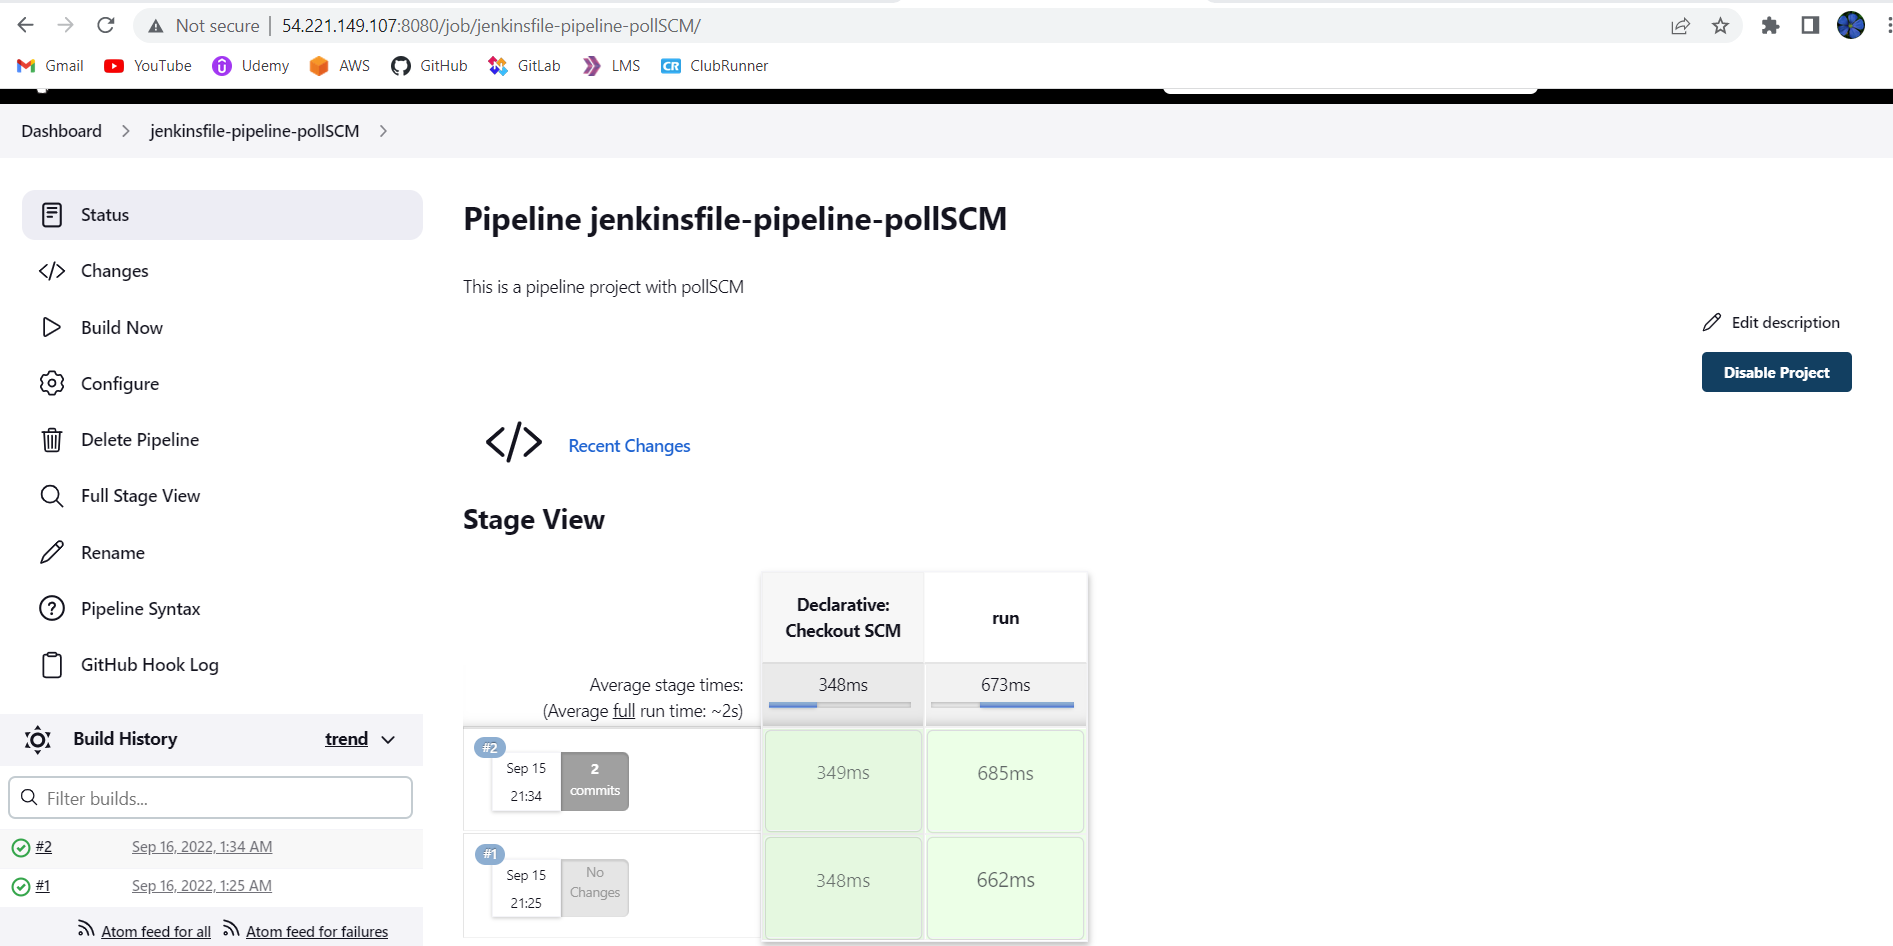 Not secure | 54.221.149.107:8080/job/jenkinsfile-pipeline-pollSCM/
Gmail YouTube Udemy AWS GitHub GitLab LMS CR ClubRunner
Dashboard jenkinsfile-pipeline-pollSCM
Status
Changes
Build Now
Configure
Delete Pipeline
Full Stage View
Rename
Pipeline Syntax
GitHub Hook Log
Build History trend
Filter builds...
#2 Sep 16, 2022, 1:34 AM
#1 Sep 16, 2022, 1:25 AM
Atom feed for all Atom feed for failures
Pipeline jenkinsfile-pipeline-pollSCM
This is a pipeline project with pollSCM
Edit description
Disable Project
</> Recent Changes
Stage View
Declarative:
Checkout SCM
run
Average stage times:
(Average full run time: ~2s)
348ms 673ms
#2
Sep 15
21:34
2
commits
349ms 685ms
#1
Sep 15
21:25
No
Changes
348ms 662ms